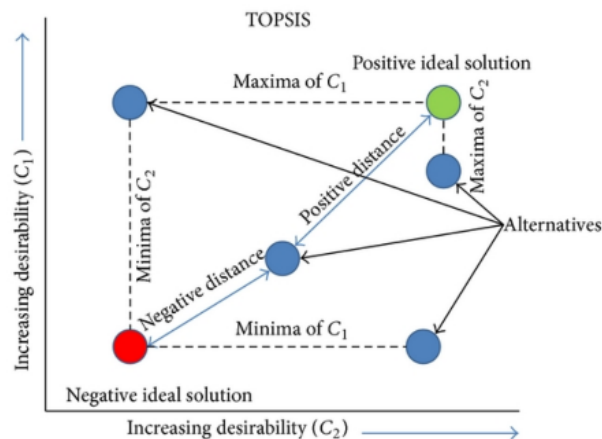 TOPSIS
Positive ideal solution
Maxima of C1
Maxima of C2
Positive distance
Minima of C2
Alternatives
Negative distance
Minima of C1
Negative ideal solution
Increasing desirability (C1)
Increasing desirability (C2)